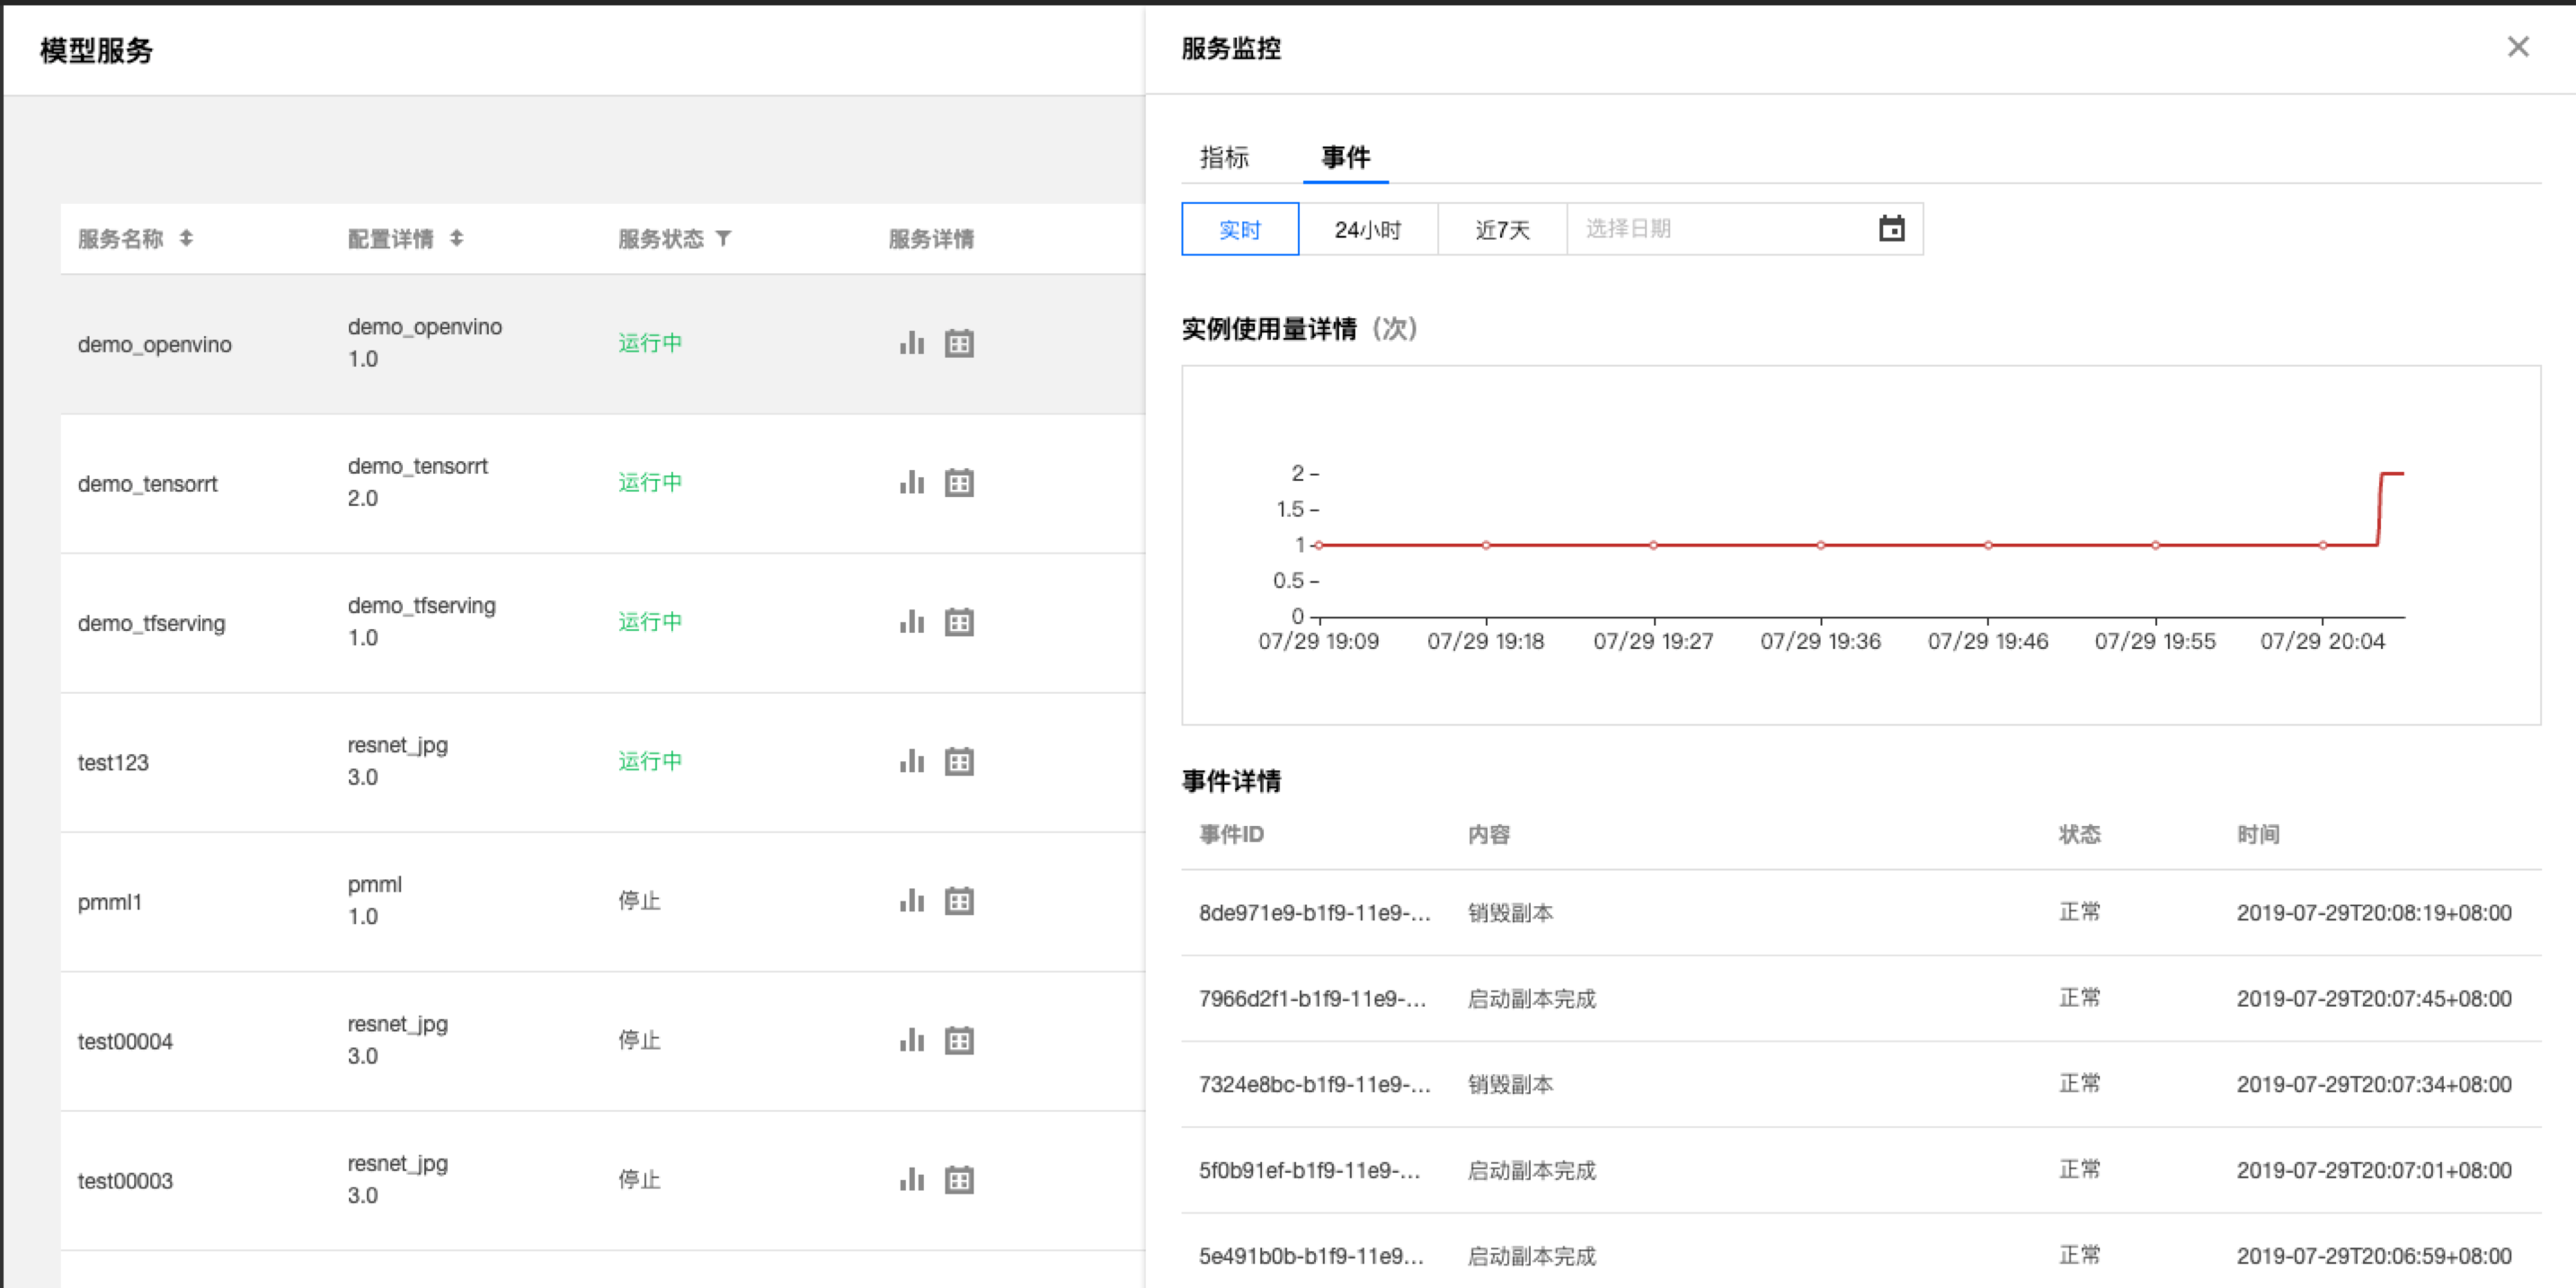 模型服务
服务名称 配置详情 服务状态 服务详情
demo_openvino demo_openvino 1.0 运行中
demo_tensorrt demo_tensorrt 2.0 运行中
demo_tfserving demo_tfserving 1.0 运行中
test123 resnet_jpg 3.0 运行中
pmml1 pmml 1.0 停止
test00004 resnet_jpg 3.0 停止
test00003 resnet_jpg 3.0 停止
服务监控
指标 事件
实时 24小时 近7天 选择日期
实例使用量详情（次）
2
1.5
1
0.5
0
07/29 19:09 07/29 19:18 07/29 19:27 07/29 19:36 07/29 19:46 07/29 19:55 07/29 20:04
事件详情
事件ID 内容 状态 时间
8de971e9-b1f9-11e9-... 销毁副本 正常 2019-07-29T20:08:19+08:00
7966d2f1-b1f9-11e9-... 启动副本完成 正常 2019-07-29T20:07:45+08:00
7324e8bc-b1f9-11e9-... 销毁副本 正常 2019-07-29T20:07:34+08:00
5f0b91ef-b1f9-11e9-... 启动副本完成 正常 2019-07-29T20:07:01+08:00
5e491b0b-b1f9-11e9... 启动副本完成 正常 2019-07-29T20:06:59+08:00